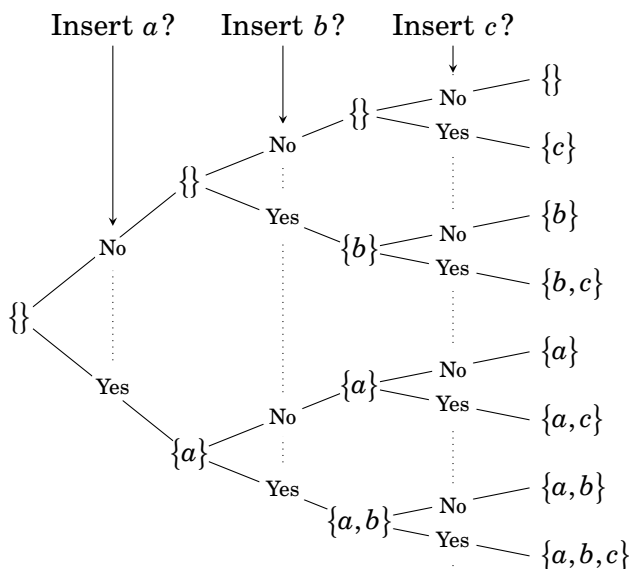 Insert a? Insert b? Insert c?
{}
No
{}
Yes
No
{c}
{}
Yes
{b}
No
No
{b}
Yes
{b, c}
{}
{a}
No
Yes
{a}
Yes
No
{a, c}
{a}
Yes
{a, b}
No
{a, b}
Yes
{a, b, c}